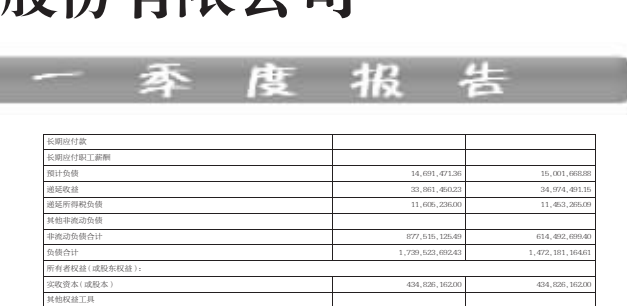 股份有限公司
一季度报告
长期应付款
长期应付职工薪酬
预计负债 14,691,471.36 15,001,668.88
递延收益 33,861,450.23 34,974,491.15
递延所得税负债 11,605,236.00 11,453,265.09
其他非流动负债
非流动负债合计 877,515,125.49 614,492,699.40
负债合计 1,739,523,692.43 1,472,181,164.61
所有者权益(或股东权益):
实收资本(或股本) 434,826,162.00 434,826,162.00
其他权益工具